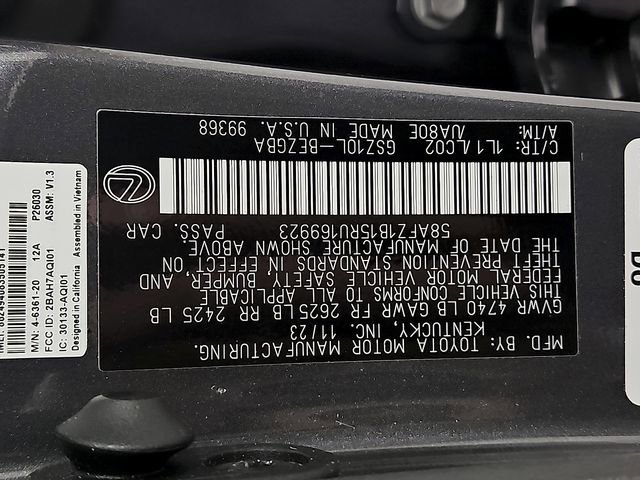 MFD. BY: TOYOTA MOTOR MANUFACTURING.
KENTUCKY, INC. 11/23
GVWR 4740 LB GAWR FR 2625 LB RR 2425 LB
THIS VEHICLE CONFORMS TO ALL APPLICABLE
FEDERAL MOTOR VEHICLE SAFETY, BUMPER, AND
THEFT PREVENTION STANDARDS IN EFFECT ON
THE DATE OF MANUFACTURE SHOWN ABOVE.
58AFZ1B15RU169923 PASS. CAR
C/TR: 1L1/LC02 GSZ10L-BEZGBA
A/TM: /UA80E MADE IN U.S.A. 99368
M/N: 4-6361-20 12A P26030
FCC ID: 2BAH7AQI01
IC: 30133-AQI01 ASSM: V1.3
Designed in California Assembled in Vietnam